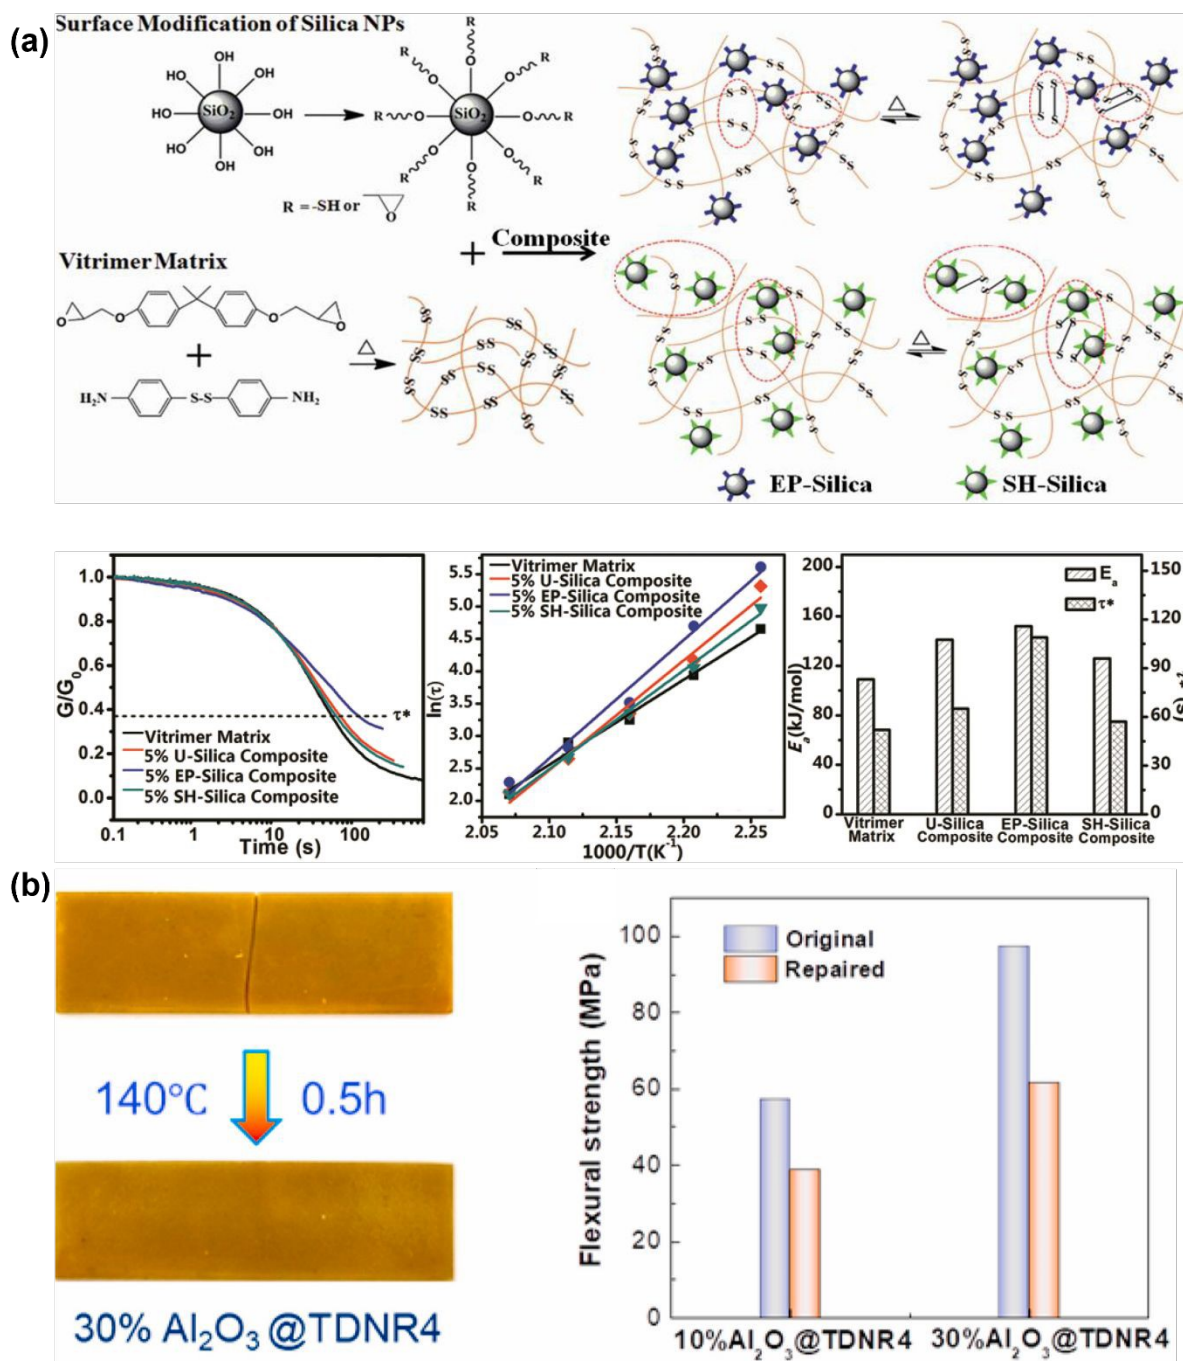 (a)
Surface Modification of Silica NPs
OH
OH
OH
HO
HO
SiO2
OH
HO
OH
HO
R
R
R
R
SiO2
R
R
R
R
O
O
O
O
O
O
O
O
R = -SH or
O
S S
S S
S S
S S
Δ
+
Composite
Vitrimer Matrix
O
O
O
O
+
Δ
H2N
S-S
NH2
SS
SS
SS
SS
Δ
EP-Silica
SH-Silica
G/G0
1.0
0.8
0.6
0.4
0.2
0.0
τ*
Vitrimer Matrix
5% U-Silica Composite
5% EP-Silica Composite
5% SH-Silica Composite
0.1
1
10
100
Time (s)
ln(τ)
5.5
5.0
4.5
4.0
3.5
3.0
2.5
2.0
Vitrimer Matrix
5% U-Silica Composite
5% EP-Silica Composite
5% SH-Silica Composite
2.05
2.10
2.15
2.20
2.25
1000/T(K-1)
Ea(kJ/mol)
200
160
120
80
40
0
Ea
τ*
150
120
90
60
30
0
τ* (s)
Vitrimer Matrix
U-Silica Composite
EP-Silica Composite
SH-Silica Composite
(b)
140℃
0.5h
30% Al2O3 @TDNR4
Flexural strength (MPa)
100
80
60
40
20
0
Original
Repaired
10%Al2O3@TDNR4
30%Al2O3@TDNR4